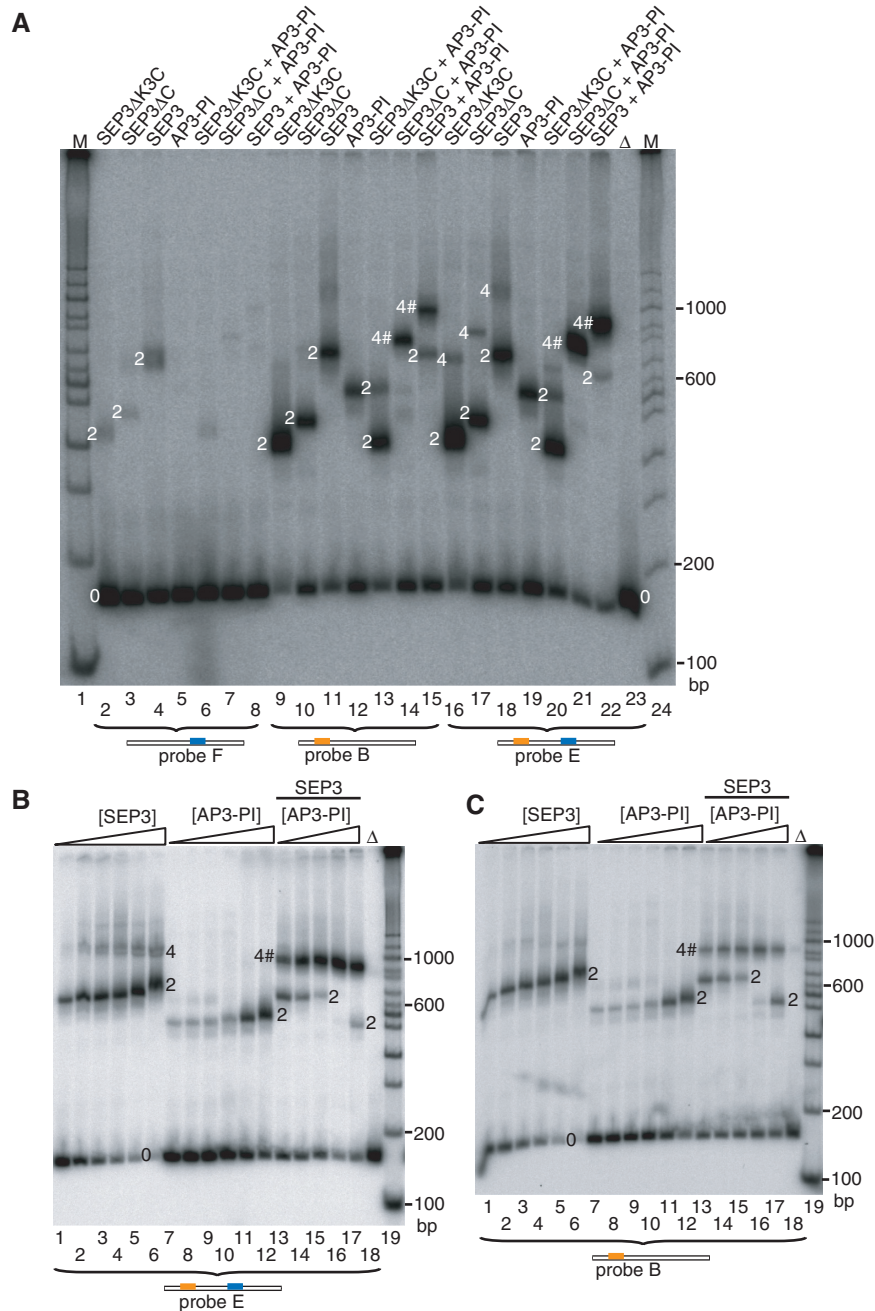 A
M SEP3ΔK3C SEP3ΔC SEP3 AP3-PI SEP3ΔK3C + AP3-PI SEP3ΔC + AP3-PI SEP3 + AP3-PI SEP3ΔK3C SEP3ΔC SEP3 AP3-PI SEP3ΔK3C + AP3-PI SEP3ΔC + AP3-PI SEP3 + AP3-PI SEP3ΔK3C SEP3ΔC SEP3 AP3-PI SEP3ΔK3C + AP3-PI SEP3ΔC + AP3-PI SEP3 + AP3-PI Δ M
4
4# 1000
4# 4 4#
4#
2 2 2 4 2
2 600
2 2 2
2 2 2
2 2 2 2 2
200
0 0
100
bp
1 3 5 7 9 11 13 15 17 19 21 23
2 4 6 8 10 12 14 16 18 20 22 24
probe F probe B probe E
B
SEP3
[SEP3] [AP3-PI] [AP3-PI] Δ
4
4# 1000
2
2 600
2 2
200
0
100
bp
1 3 5 7 9 11 13 15 17 19
2 4 6 8 10 12 14 16 18
probe E
C
SEP3
[SEP3] [AP3-PI] [AP3-PI] Δ
4# 1000
2 2 600
2 2
200
0
100
bp
1 3 5 7 9 11 13 15 17 19
2 4 6 8 10 12 14 16 18
probe B